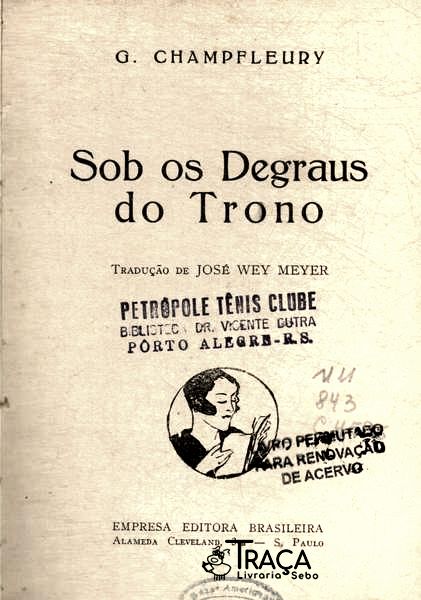 G. CHAMPFLEURY
Sob os Degraus
do Trono
TRADUÇÃO DE JOSÉ WEY MEYER
PETRÓPOLE TÊNIS CLUBE
BIBLIOTECA DR. VICENTE DUTRA
PÔRTO ALEGRE-R.S.
843
LIVRO PERMUTADO
PARA RENOVAÇÃO
DE ACERVO
EMPRESA EDITORA BRASILEIRA
ALAMEDA CLEVELAND, — S. PAULO
TRAÇA
Livraria Sebo